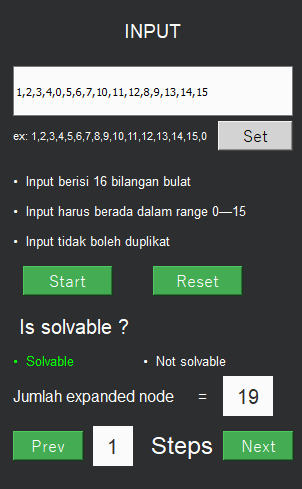 INPUT
1,2,3,4,0,5,6,7,10,11,12,8,9,13,14,15
ex: 1,2,3,4,5,6,7,8,9,10,11,12,13,14,15,0 Set
• Input berisi 16 bilangan bulat
• Input harus berada dalam range 0—15
• Input tidak boleh duplikat
Start Reset
Is solvable ?
• Solvable • Not solvable
Jumlah expanded node = 19
Prev 1 Steps Next